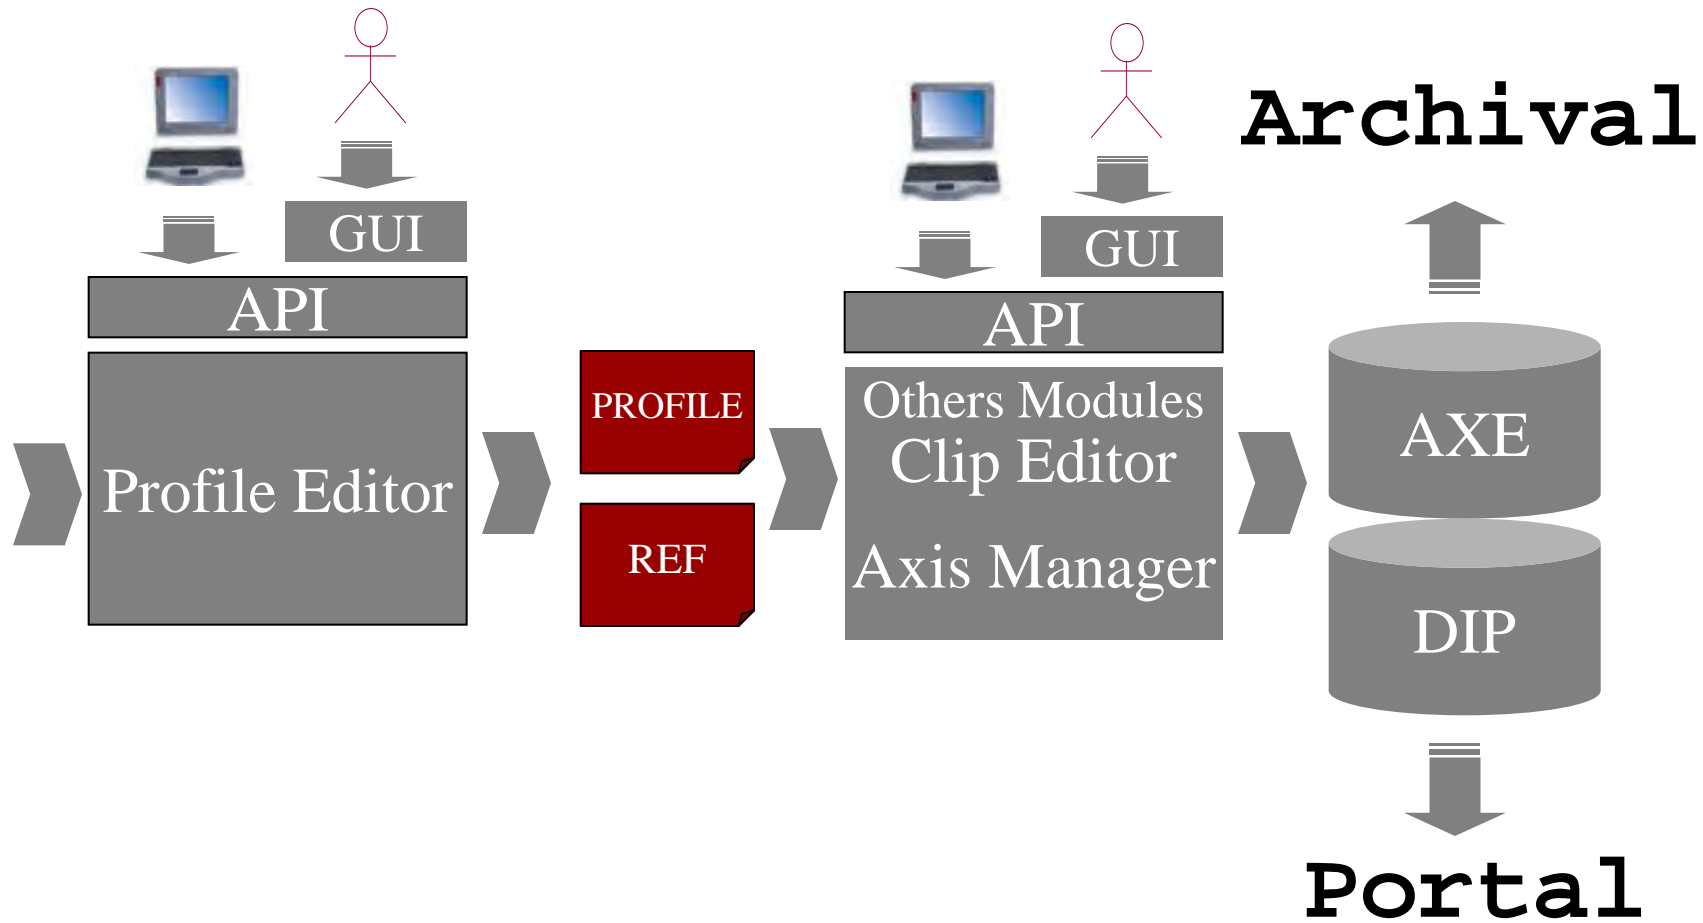 GUI
API
Profile Editor
PROFILE
REF
GUI
API
Others Modules
Clip Editor
Axis Manager
Archival
AXE
DIP
Portal